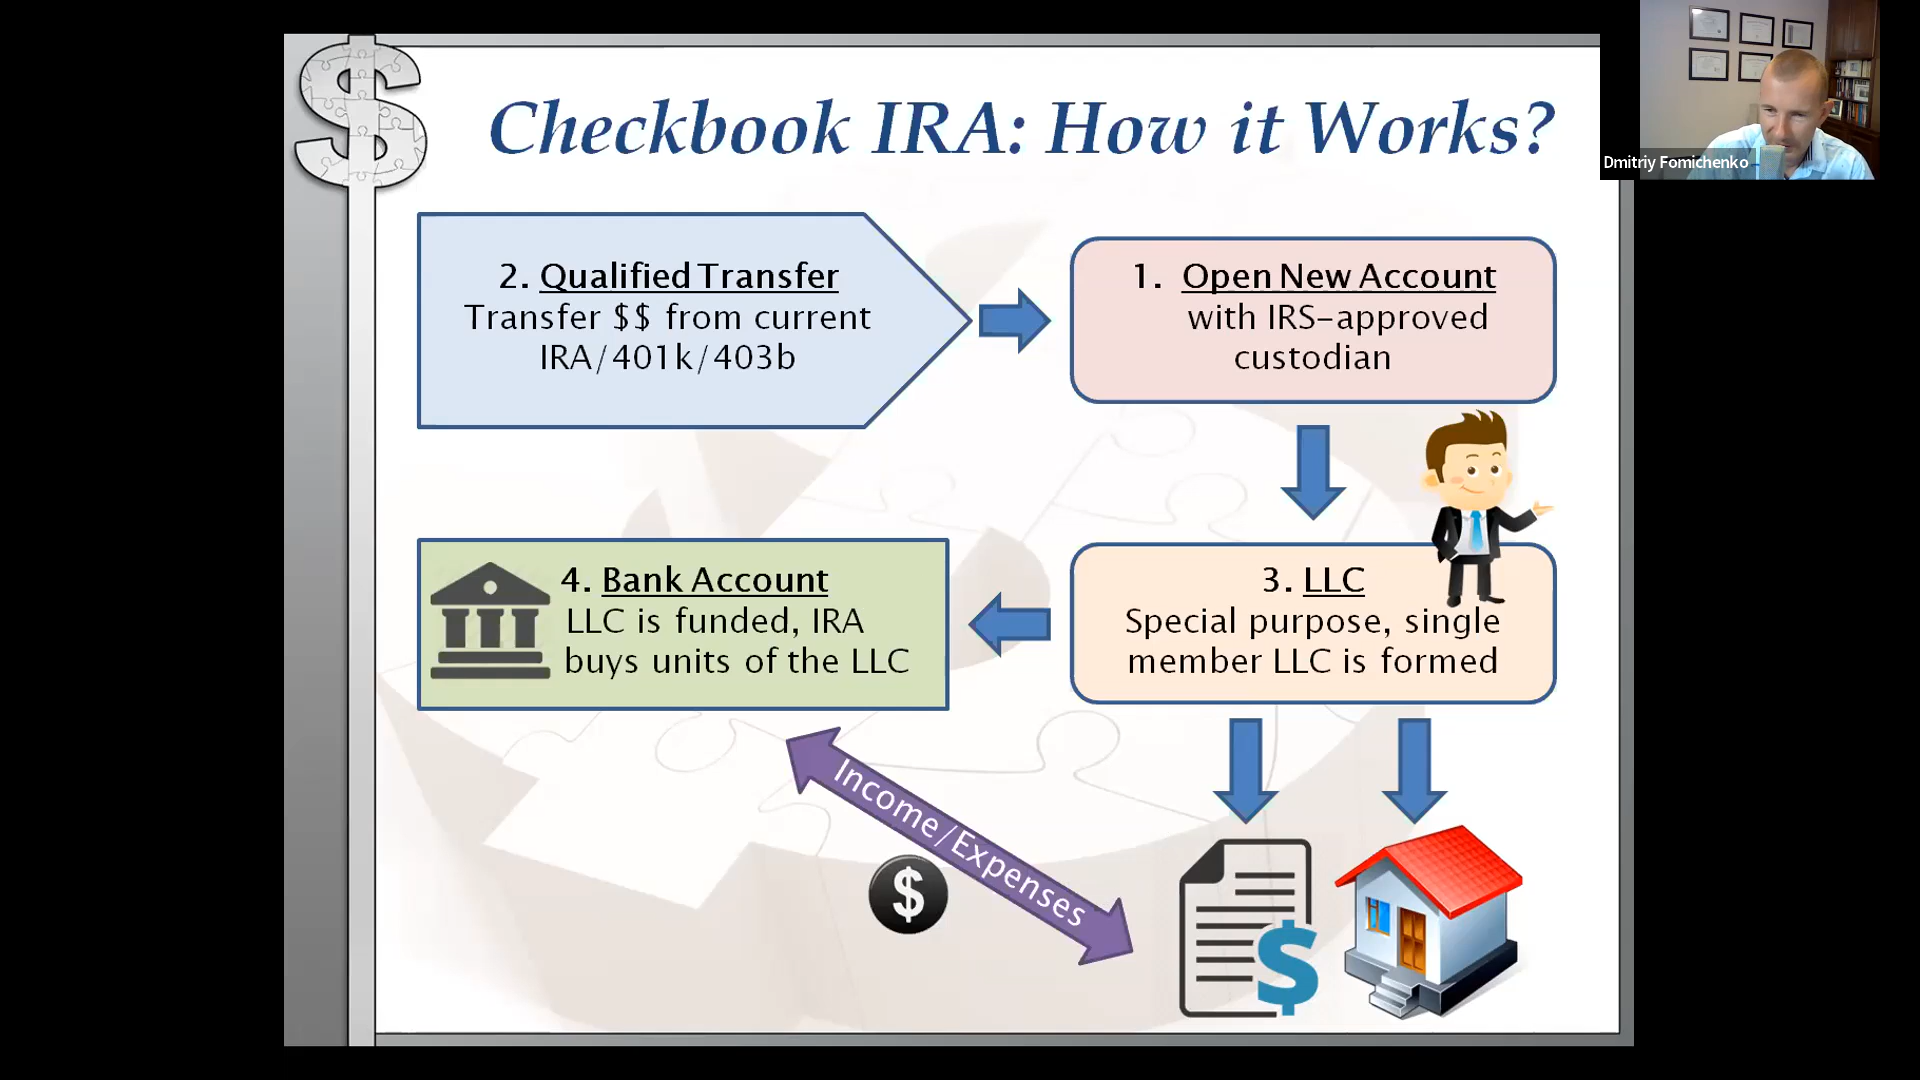 Checkbook IRA: How it Works?
Dmitriy Fomichenko
2. Qualified Transfer
Transfer $$ from current
IRA/401k/403b
1. Open New Account
with IRS-approved
custodian
4. Bank Account
LLC is funded, IRA
buys units of the LLC
3. LLC
Special purpose, single
member LLC is formed
Income/Expenses
$
$